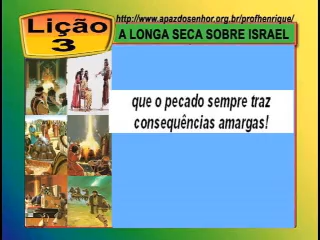 Lição
3
http://www.apazdosenhor.org.br/profhenrique/
A LONGA SECA SOBRE ISRAEL
que o pecado sempre traz
consequências amargas!